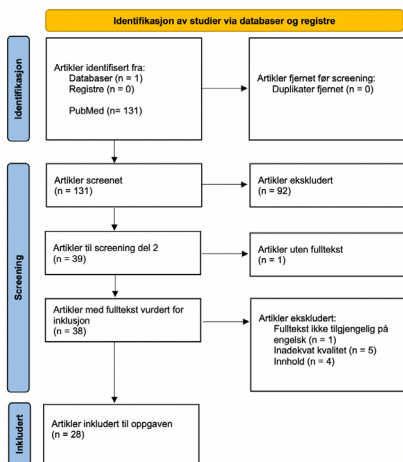 Identifikasjon av studier via databaser og registre
Identifikasjon
Artikler identifisert fra:
Databaser (n = 1)
Registre (n = 0)
PubMed (n= 131)
Artikler fjernet før screening:
Duplikater fjernet (n = 0)
Screening
Artikler screenet
(n = 131)
Artikler ekskludert
(n = 92)
Artikler til screening del 2
(n = 39)
Artikler uten fulltekst
(n = 1)
Artikler med fulltekst vurdert for
inklusjon
(n = 38)
Artikler ekskludert:
Fulltekst ikke tilgjengelig på
engelsk (n = 1)
Inadekvat kvalitet (n = 5)
Innhold (n = 4)
Inkludert
Artikler inkludert til oppgaven
(n = 28)